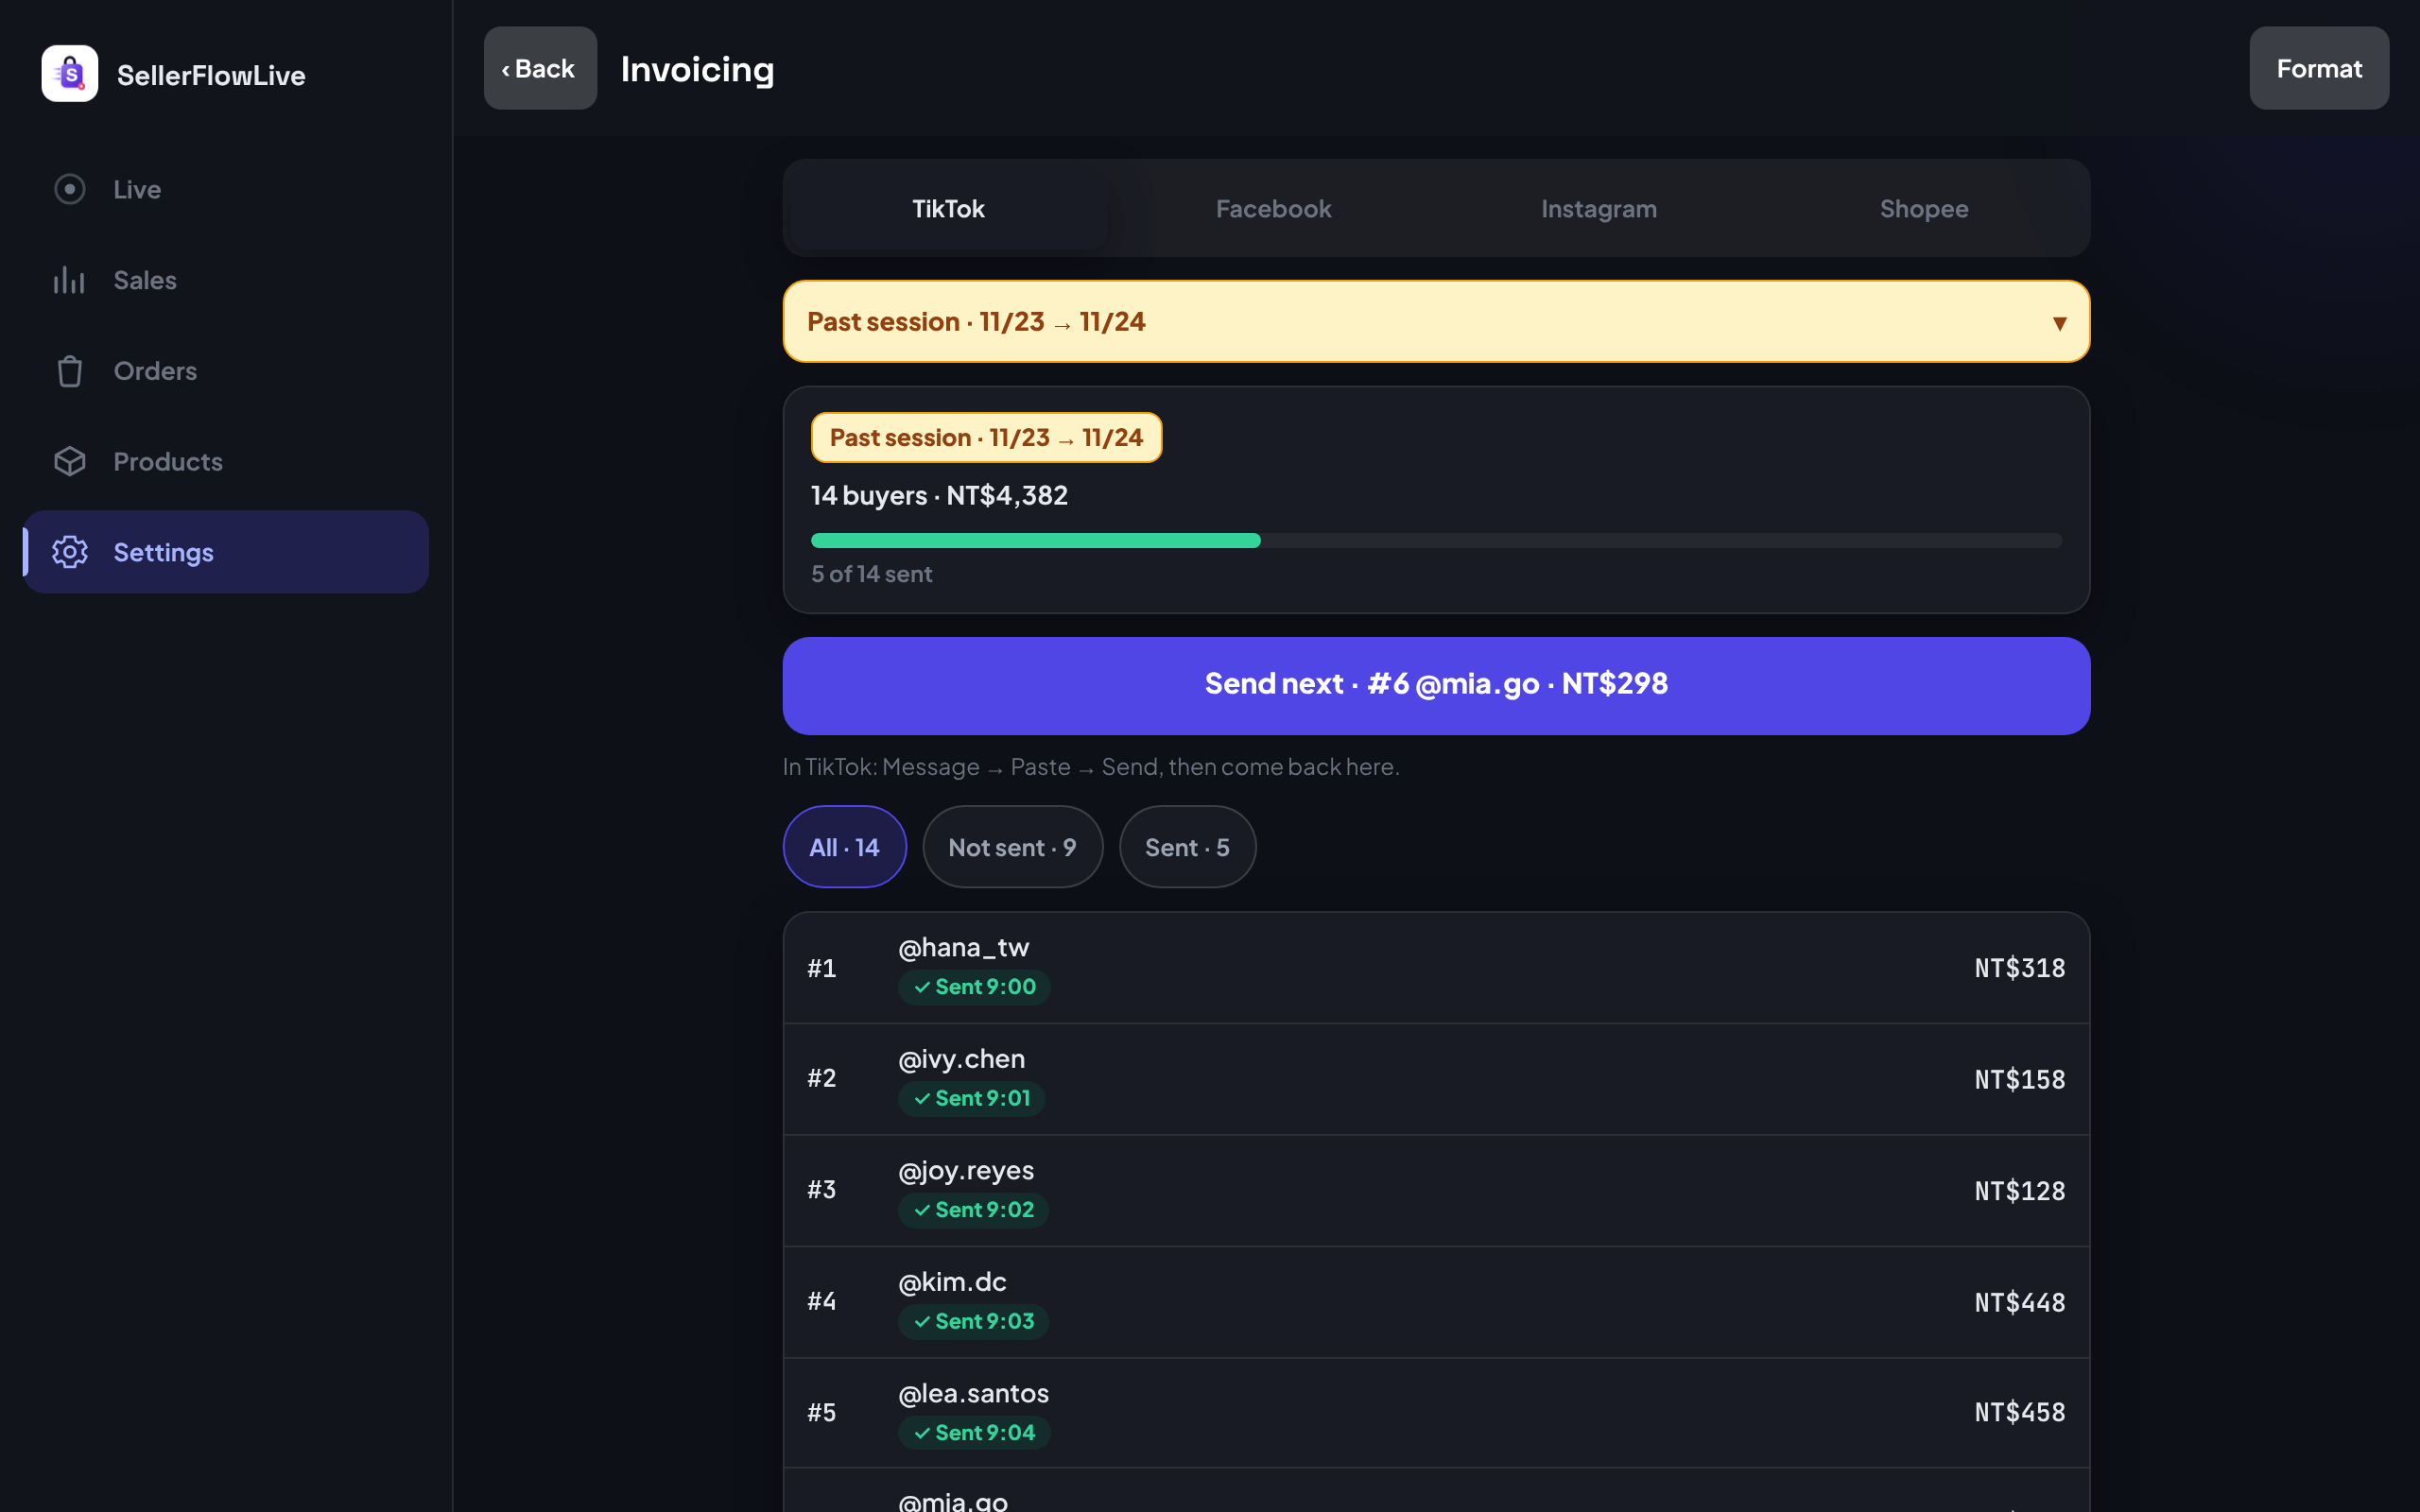 SellerFlowLive
Live
Sales
Orders
Products
Settings
‹ Back
Invoicing
Format
TikTok
Facebook
Instagram
Shopee
Past session · 11/23 → 11/24 ▼
Past session · 11/23 → 11/24
14 buyers · NT$4,382
5 of 14 sent
Send next · #6 @mia.go · NT$298
In TikTok: Message → Paste → Send, then come back here.
All · 14
Not sent · 9
Sent · 5
#1 @hana_tw NT$318
✓ Sent 9:00
#2 @ivy.chen NT$158
✓ Sent 9:01
#3 @joy.reyes NT$128
✓ Sent 9:02
#4 @kim.dc NT$448
✓ Sent 9:03
#5 @lea.santos NT$458
✓ Sent 9:04
@mia.go